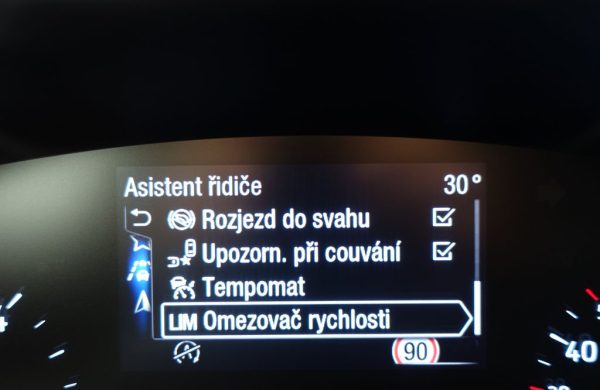 Asistent řidiče 30°
Rozjezd do svahu
Upozorn. při couvání
Tempomat
LIM Omezovač rychlosti
A 90
40